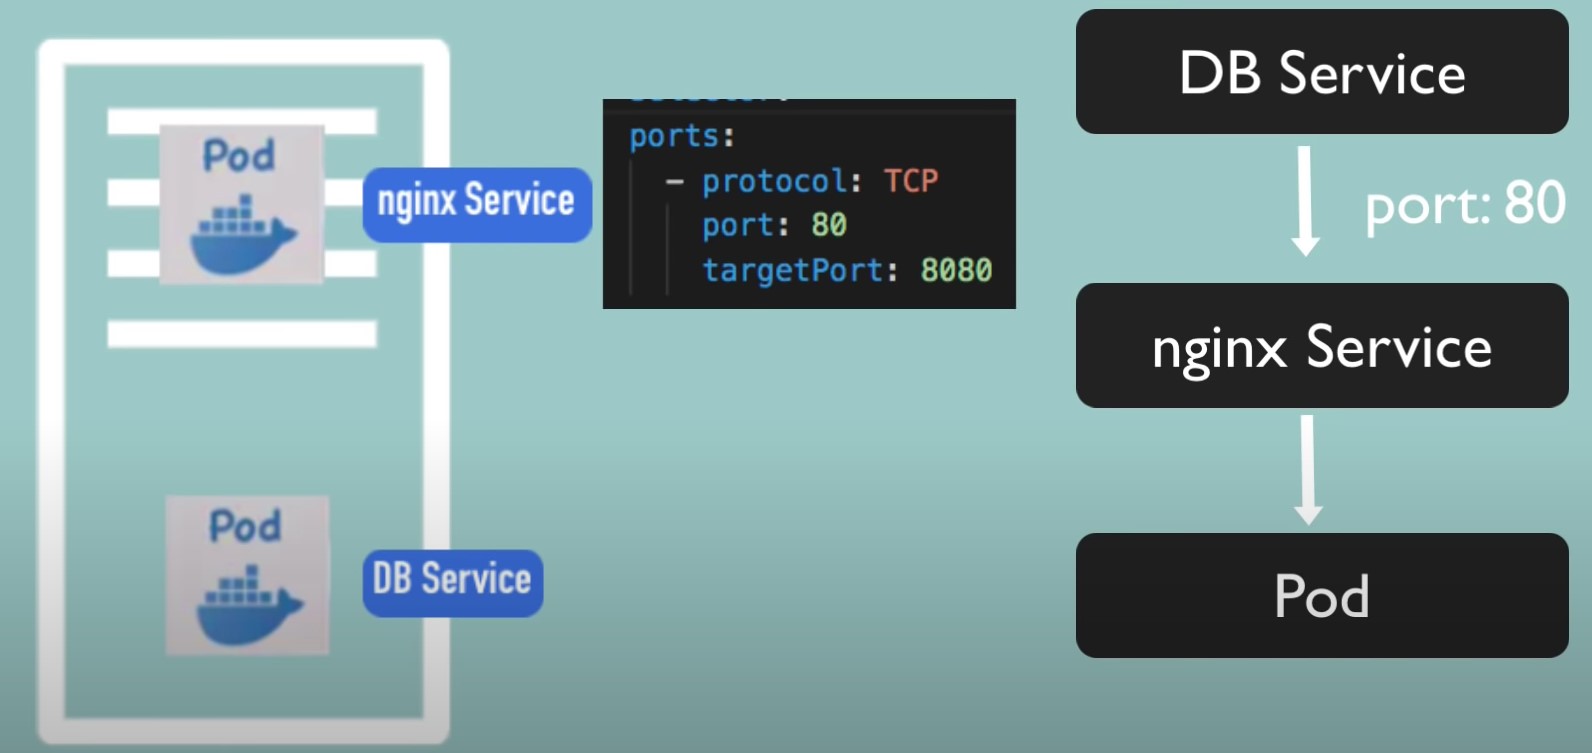 Pod
nginx Service
Pod
DB Service
ports:
- protocol: TCP
port: 80
targetPort: 8080
DB Service
port: 80
nginx Service
Pod